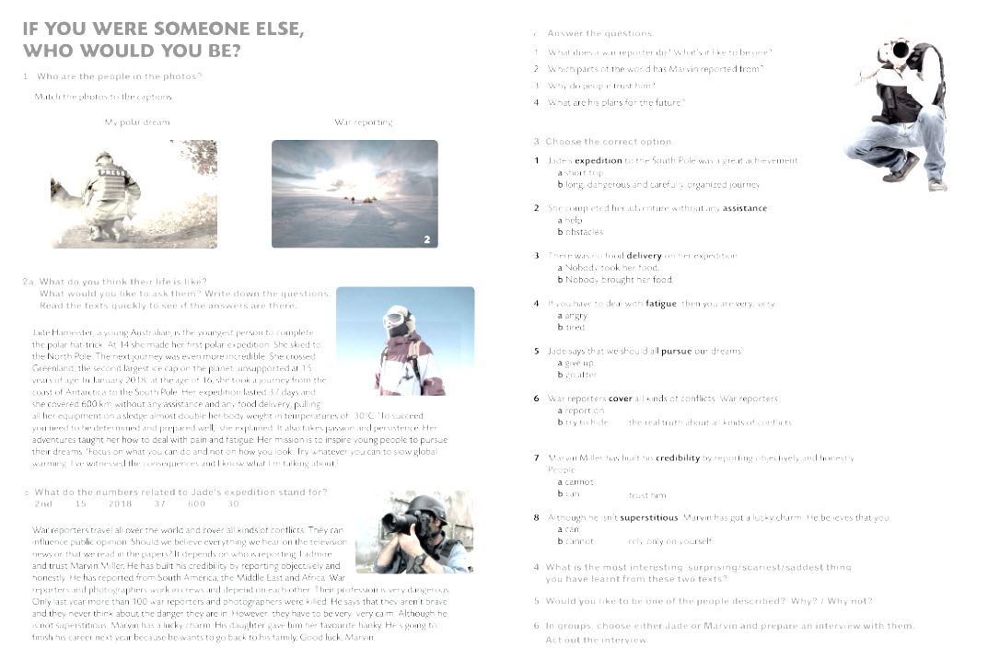 IF YOU WERE SOMEONE ELSE,
WHO WOULD YOU BE?
1 Who are the people in the photos?
Match the photos to the captions.
My polar dream
War reporting
PRESS
2
2a What do you think their life is like?
What would you like to ask them? Write down the questions.
Read the texts quickly to see if the answers are there.
Jade Hameister, a young Australian, is the youngest person to complete
the polar hat-trick. At 14 she made her first polar expedition. She skied to
the North Pole. The next journey was even more incredible. She crossed
Greenland, the second largest ice cap on the planet, unsupported at 15
years of age. In January 2018, at the age of 16, she took a journey from the
coast of Antarctica to the South Pole. Her expedition lasted 37 days and
she covered 600 km without any assistance and any food delivery, pulling
all her equipment on a sledge almost double her body weight in temperatures of -30°C. 'To succeed
you need to be determined and prepared well,' she explained. It also takes passion and persistence. Her
adventures taught her how to deal with pain and fatigue. Her mission is to inspire young people to pursue
their dreams. 'Focus on what you can do and not on how you look. Try whatever you can to slow global
warming. I've witnessed the consequences and I know what I'm talking about.'
b What do the numbers related to Jade's expedition stand for?
2nd 15 2018 37 600 30
War reporters travel all over the world and cover all kinds of conflicts. They can
influence public opinion. Should we believe everything we hear on the television
news or that we read in the papers? It depends on who is reporting. I admire
and trust Marvin Miller. He has built his credibility by reporting objectively and
honestly. He has reported from South America, the Middle East and Africa. War
reporters and photographers work in crews and depend on each other. Their profession is very dangerous.
Only last year more than 100 war reporters and photographers were killed. He says that they aren't brave
and they never think about the danger they are in. However, they have to be very, very calm. Although he
is not superstitious, Marvin has a lucky charm. His daughter gave him her favourite hanky. He's going to
finish his career next year because he wants to go back to his family. Good luck, Marvin.
c Answer the questions.
1 What does a war reporter do? What's it like to be one?
2 Which parts of the world has Marvin reported from?
3 Why do people trust him?
4 What are his plans for the future?
3 Choose the correct option.
1 Jade's expedition to the South Pole was a great achievement.
a short trip
b long, dangerous and carefully organized journey
2 She completed her adventure without any assistance.
a help
b obstacles
3 There was no food delivery on her expedition.
a Nobody took her food.
b Nobody brought her food.
4 If you have to deal with fatigue, then you are very, very
a angry
b tired
5 Jade says that we should all pursue our dreams.
a give up
b go after
6 War reporters cover all kinds of conflicts. War reporters
a report on
b try to hide the real truth about all kinds of conflicts.
7 Marvin Miller has built his credibility by reporting objectively and honestly.
People
a cannot
b can trust him.
8 Although he isn't superstitious, Marvin has got a lucky charm. He believes that you
a can
b cannot rely only on yourself.
4 What is the most interesting/surprising/scariest/saddest thing
you have learnt from these two texts?
5 Would you like to be one of the people described? Why? / Why not?
6 In groups, choose either Jade or Marvin and prepare an interview with them.
Act out the interview.